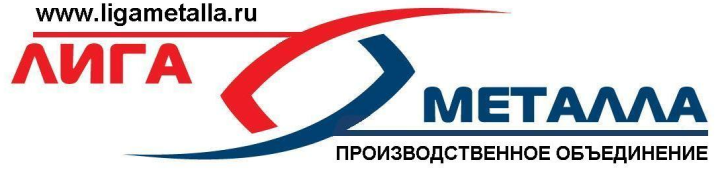 www.ligametalla.ru
ЛИГА
МЕТАЛЛА
ПРОИЗВОДСТВЕННОЕ ОБЪЕДИНЕНИЕ